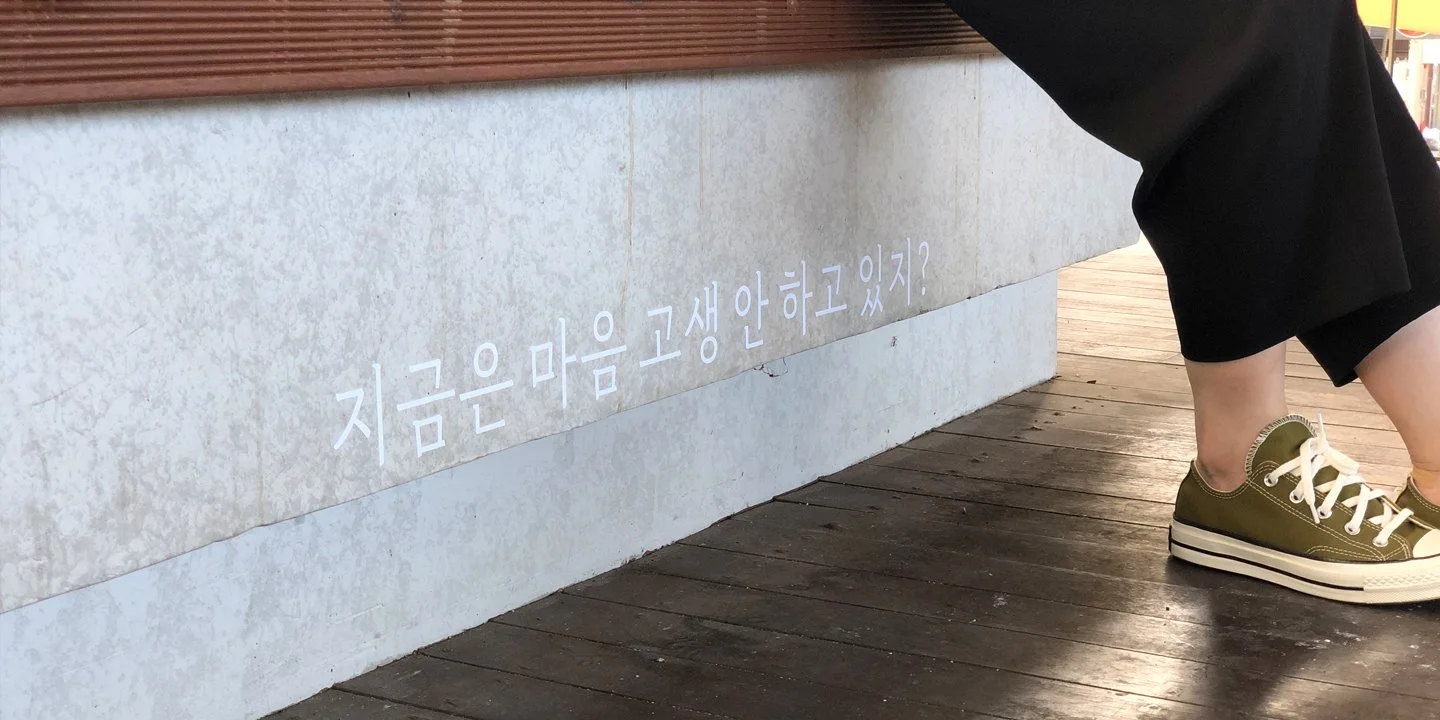 지금은 마음 고생 안 하고 있지?